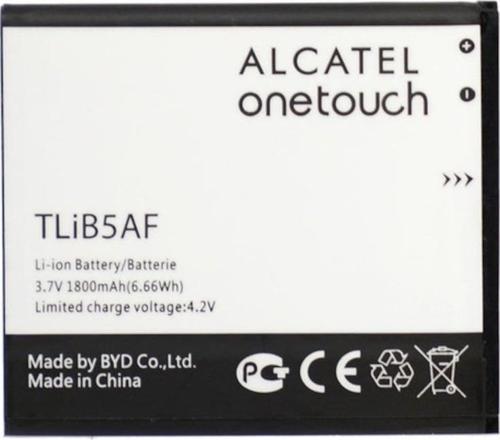 ALCATEL
onetouch
TLiB5AF
Li-ion Battery/Batterie
3.7V 1800mAh(6.66Wh)
Limited charge voltage:4.2V
Made by BYD Co.,Ltd.
Made in China